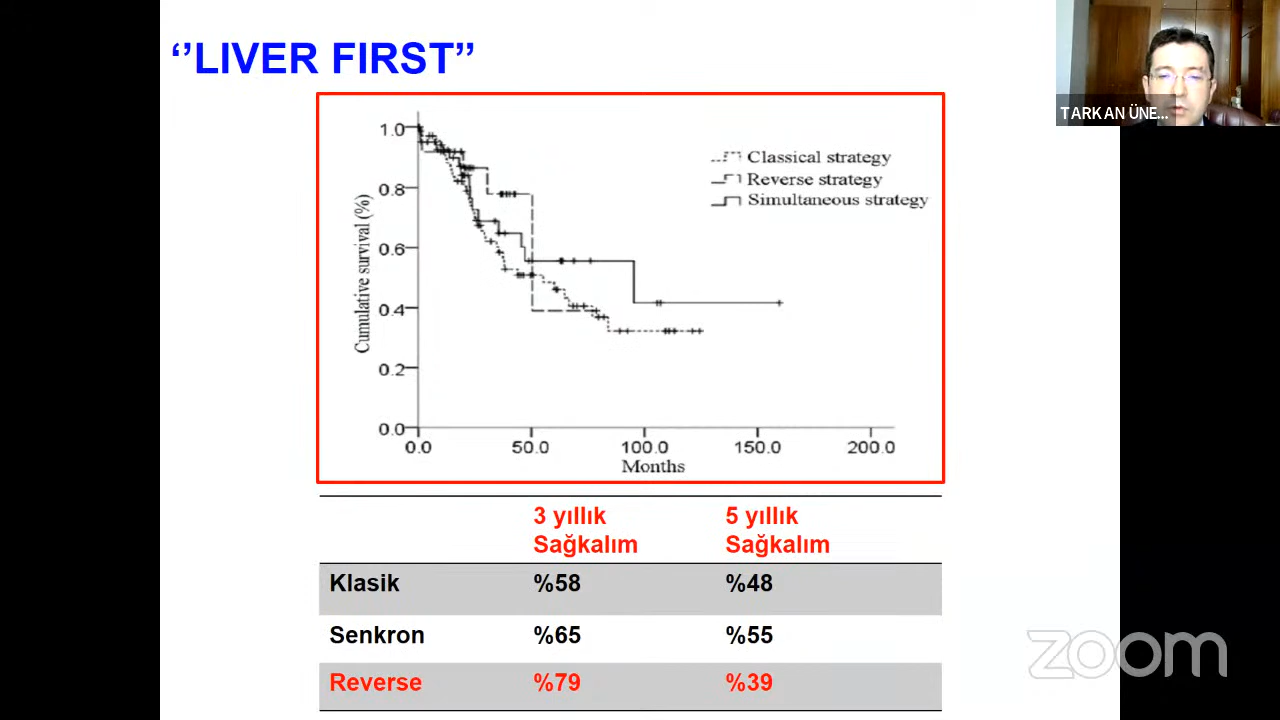 ‘’LIVER FIRST’’
TARKAN ÜNE...
1.0
0.8
0.6
0.4
0.2
0.0
Cumulative survival (%)
Classical strategy
Reverse strategy
Simultaneous strategy
0.0 50.0 100.0 150.0 200.0
Months
3 yıllık Sağkalım 5 yıllık Sağkalım
Klasik %58 %48
Senkron %65 %55
Reverse %79 %39
zoom